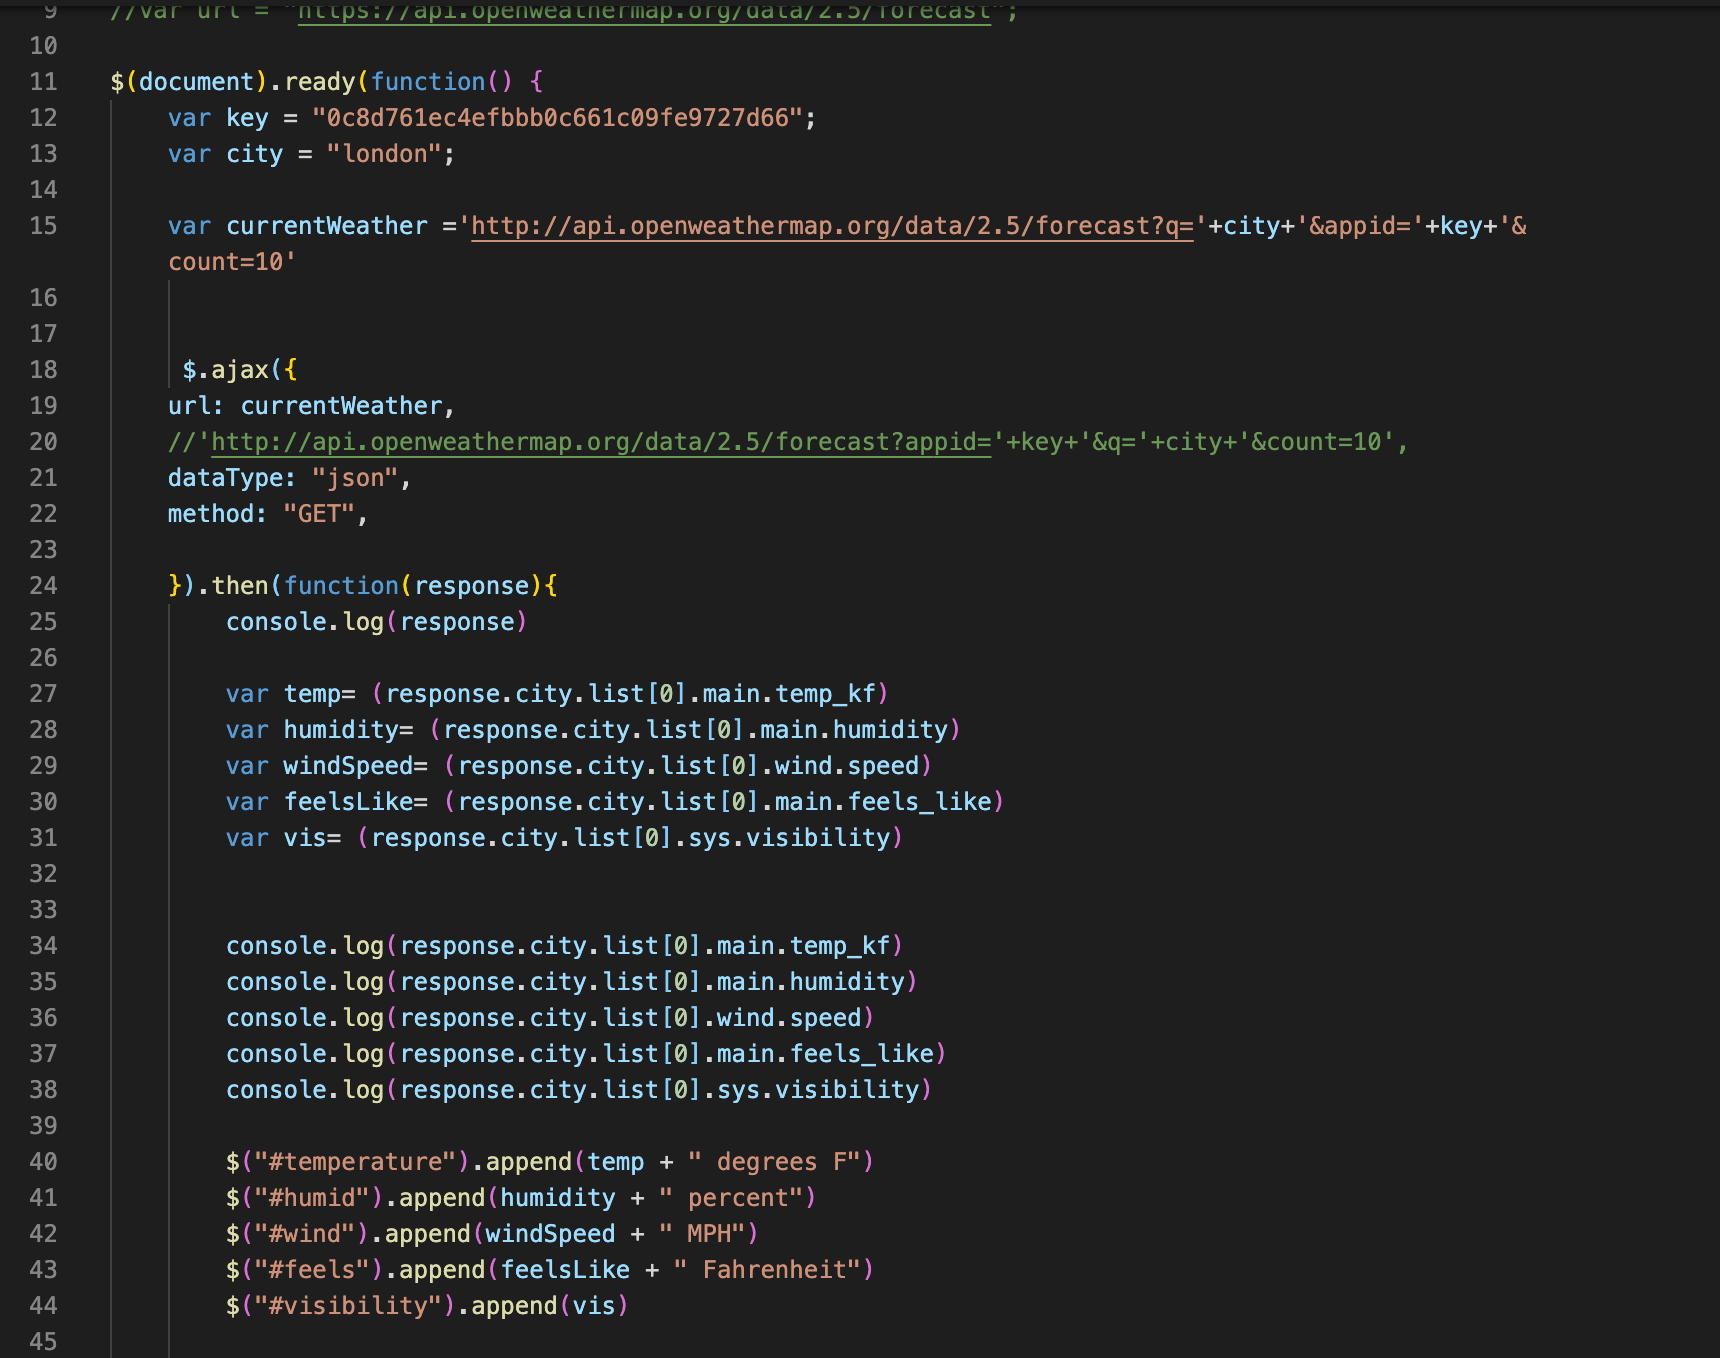 9 //var url = "https://api.openweathermap.org/data/2.5/forecast";
10
11 $(document).ready(function() {
12 var key = "0c8d761ec4efbbb0c661c09fe9727d66";
13 var city = "london";
14
15 var currentWeather ='http://api.openweathermap.org/data/2.5/forecast?q='+city+'&appid='+key+'&
count=10'
16
17
18 $.ajax({
19 url: currentWeather,
20 //'http://api.openweathermap.org/data/2.5/forecast?appid='+key+'&q='+city+'&count=10',
21 dataType: "json",
22 method: "GET",
23
24 }).then(function(response){
25 console.log(response)
26
27 var temp= (response.city.list[0].main.temp_kf)
28 var humidity= (response.city.list[0].main.humidity)
29 var windSpeed= (response.city.list[0].wind.speed)
30 var feelsLike= (response.city.list[0].main.feels_like)
31 var vis= (response.city.list[0].sys.visibility)
32
33
34 console.log(response.city.list[0].main.temp_kf)
35 console.log(response.city.list[0].main.humidity)
36 console.log(response.city.list[0].wind.speed)
37 console.log(response.city.list[0].main.feels_like)
38 console.log(response.city.list[0].sys.visibility)
39
40 $("#temperature").append(temp + " degrees F")
41 $("#humid").append(humidity + " percent")
42 $("#wind").append(windSpeed + " MPH")
43 $("#feels").append(feelsLike + " Fahrenheit")
44 $("#visibility").append(vis)
45